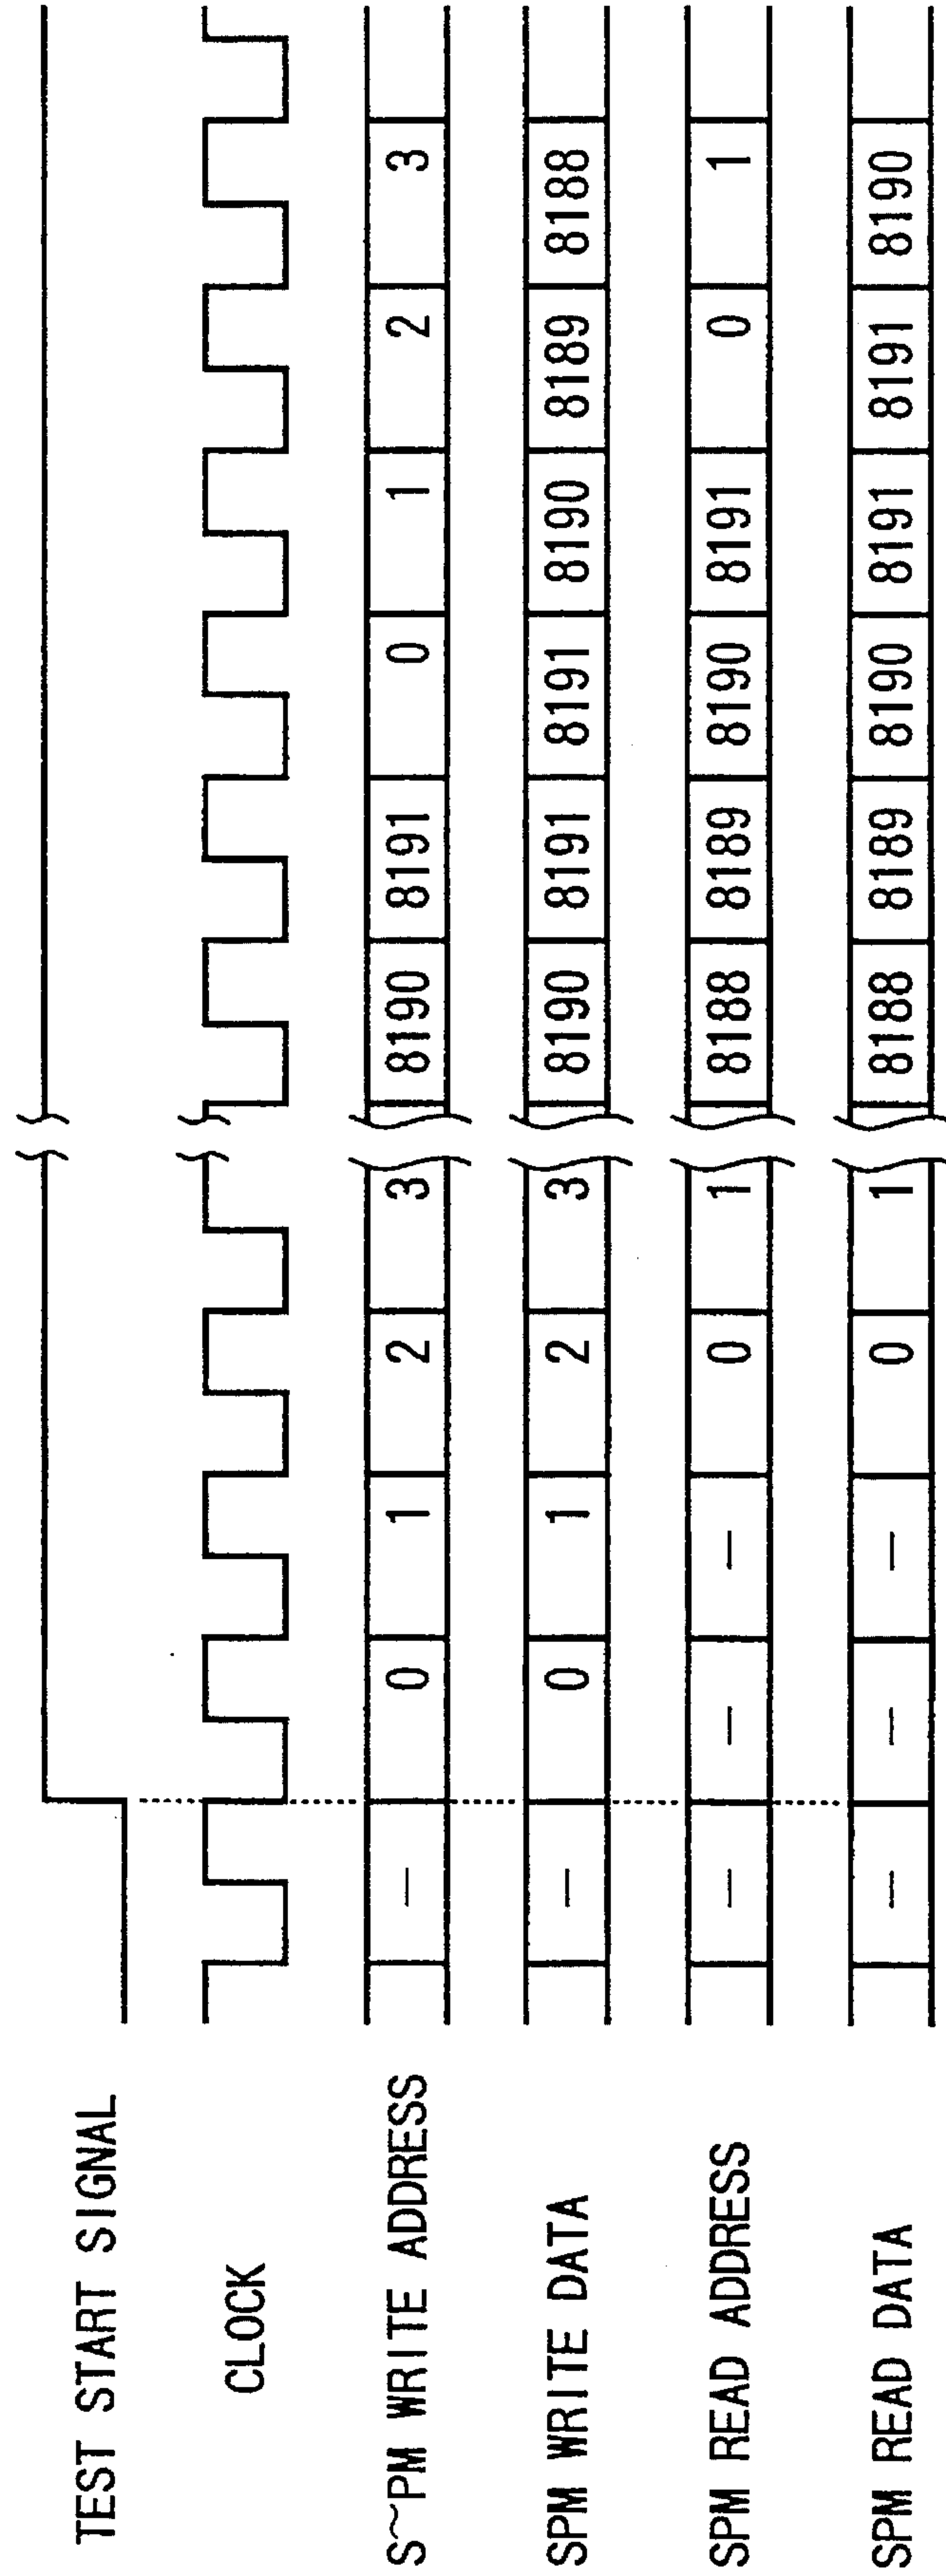 TEST START SIGNAL
CLOCK
S~PM WRITE ADDRESS – 0 1 2 3 8190 8191 0 1 2 3
SPM WRITE DATA – 0 1 2 3 8190 8191 8191 8190 8189 8188
SPM READ ADDRESS – – – 0 1 8188 8189 8190 8191 0 1
SPM READ DATA – – – 0 1 8188 8189 8190 8191 8191 8190